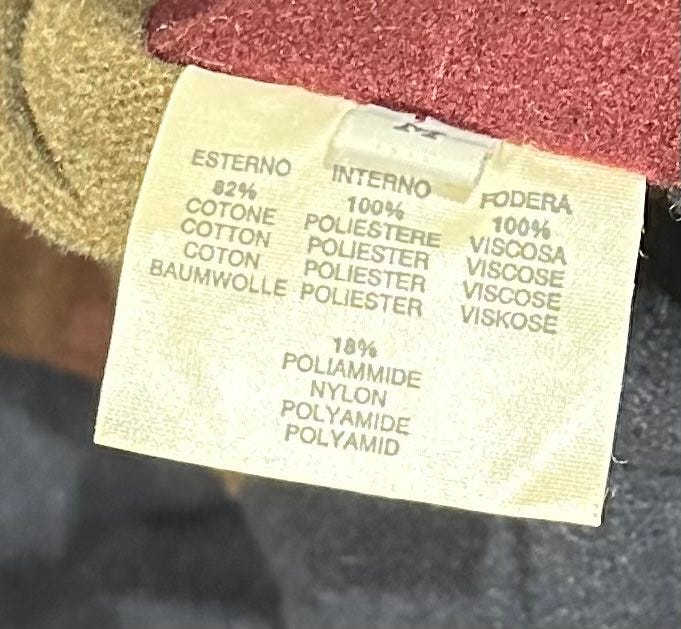 M
ESTERNO
82%
COTONE
COTTON
COTON
BAUMWOLLE
INTERNO
100%
POLIESTERE
POLIESTER
POLIESTER
POLIESTER
FODERA
100%
VISCOSA
VISCOSE
VISCOSE
VISKOSE
18%
POLIAMMIDE
NYLON
POLYAMIDE
POLYAMID